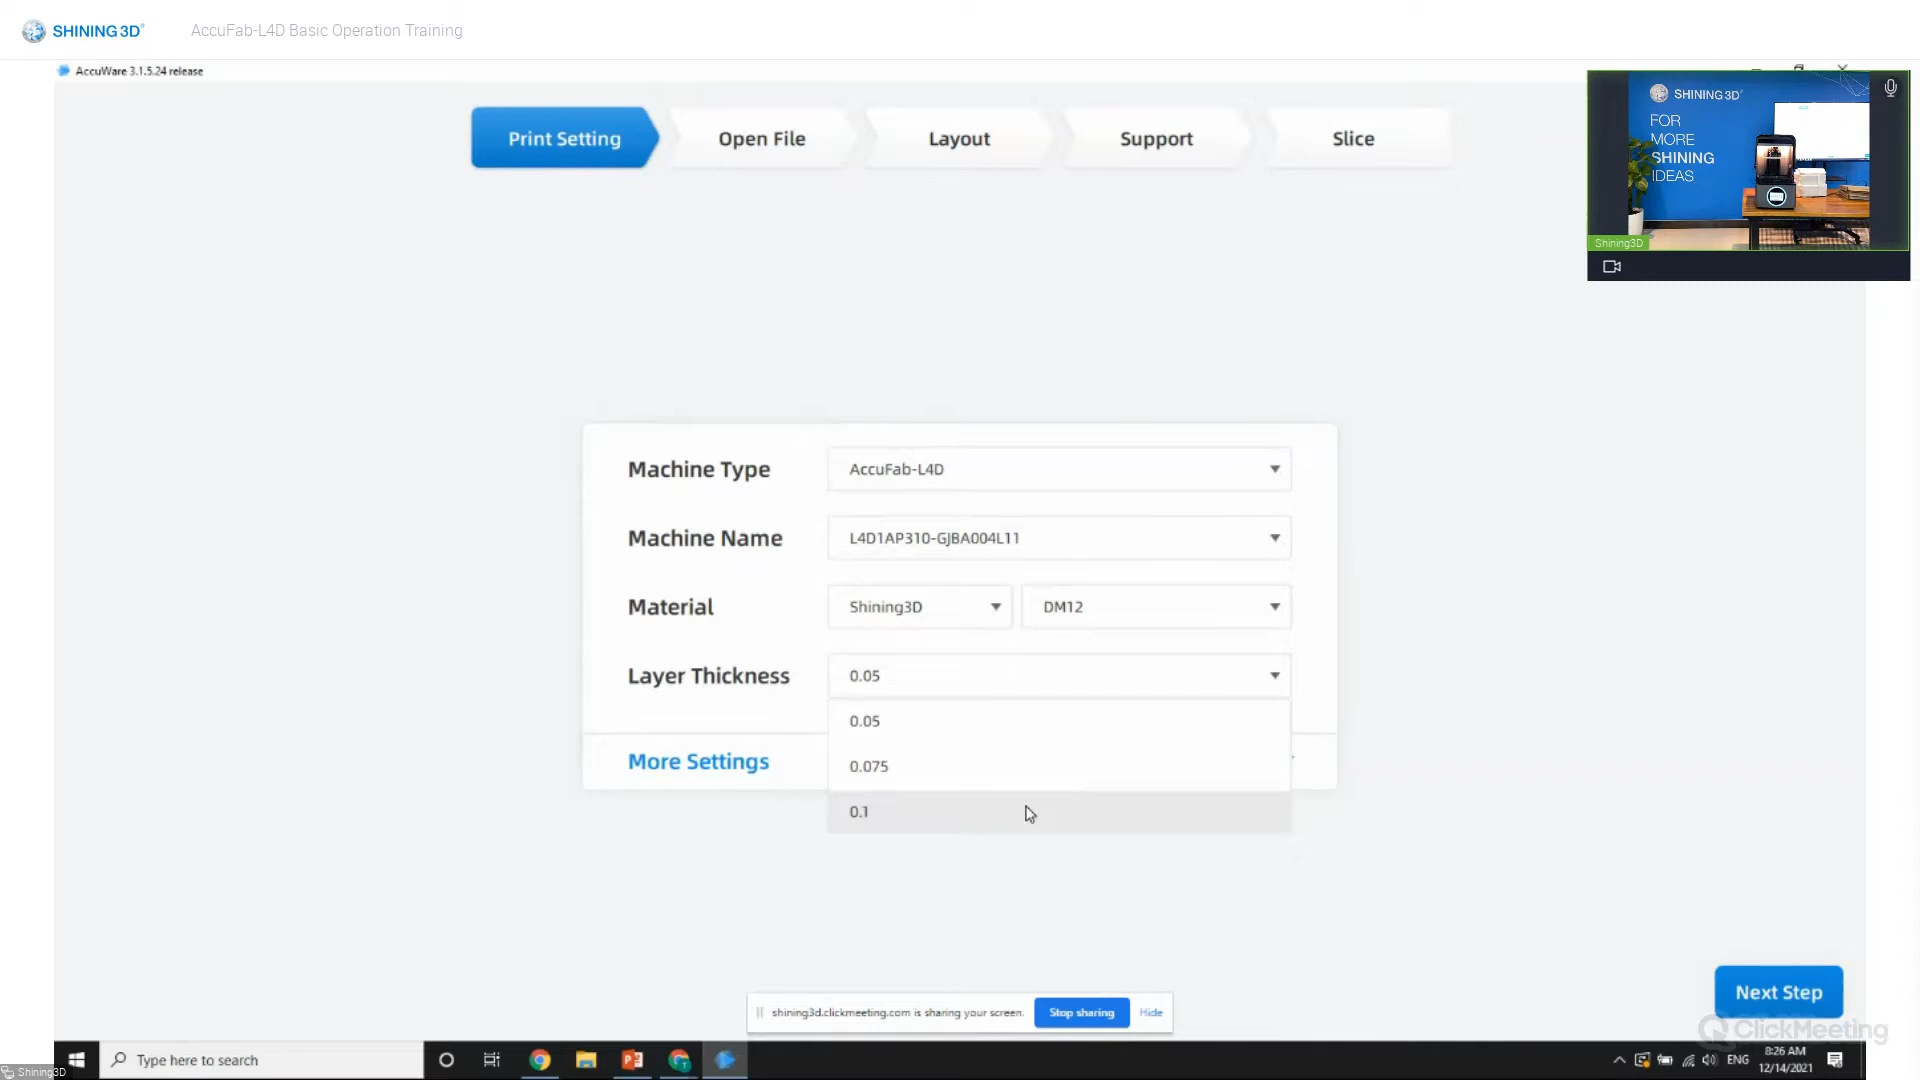 SHINING 3D®
AccuFab-L4D Basic Operation Training
AccuWare 3.1.5.24 release
Print Setting
Open File
Layout
Support
Slice
SHINING 3D®
FOR
MORE
SHINING
IDEAS
Shining3D
Machine Type
AccuFab-L4D
Machine Name
L4D1AP310-GJBA004L11
Material
Shining3D
DM12
Layer Thickness
0.05
0.05
0.075
0.1
More Settings
Next Step
shining3d.clickmeeting.com is sharing your screen.
Stop sharing
Hide
ClickMeeting
Type here to search
ENG
8:26 AM
12/14/2021
Shining3D